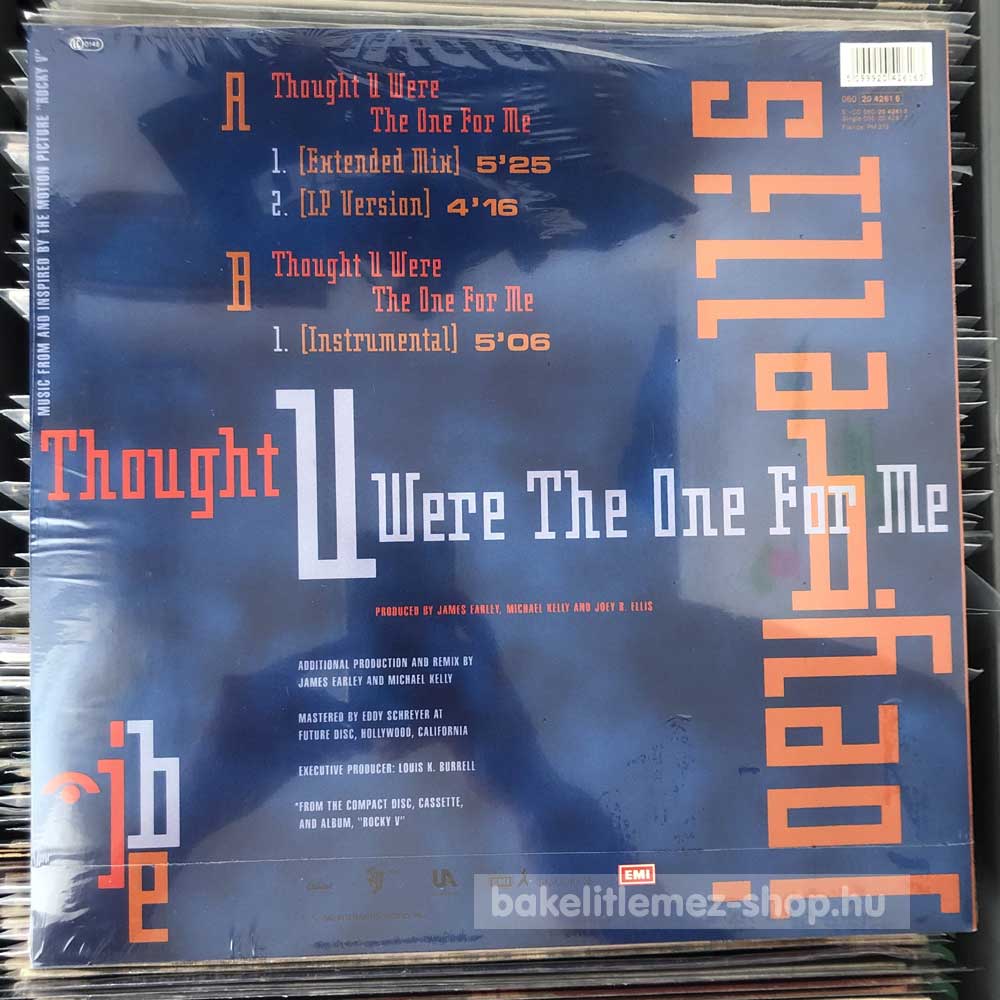 MUSIC FROM AND INSPIRED BY THE MOTION PICTURE "ROCKY V"
A
Thought U Were
The One For Me
1. [Extended Mix] 5'25
2. [LP Version] 4'16
B
Thought U Were
The One For Me
1. [Instrumental] 5'06
060 20 4261 6
joey b ellis
Thought U Were The One For Me
PRODUCED BY JAMES EARLEY, MICHAEL KELLY AND JOEY B. ELLIS
ADDITIONAL PRODUCTION AND REMIX BY
JAMES EARLEY AND MICHAEL KELLY
MASTERED BY EDDY SCHREYER AT
FUTURE DISC, HOLLYWOOD, CALIFORNIA
EXECUTIVE PRODUCER: LOUIS K. BURRELL
*FROM THE COMPACT DISC, CASSETTE,
AND ALBUM, "ROCKY V"
jbe
Capitol
UA
EMI
bakelitlemez-shop.hu